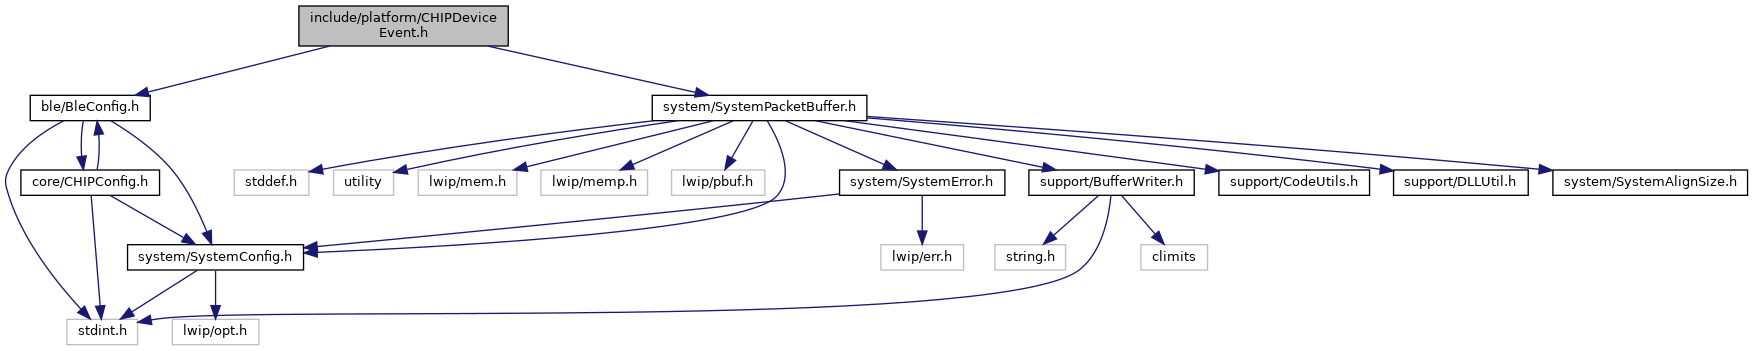 include/platform/CHIPDevice
Event.h
ble/BleConfig.h
system/SystemPacketBuffer.h
core/CHIPConfig.h
stddef.h
utility
lwip/mem.h
lwip/memp.h
lwip/pbuf.h
system/SystemError.h
support/BufferWriter.h
support/CodeUtils.h
support/DLLUtil.h
system/SystemAlignSize.h
system/SystemConfig.h
lwip/err.h
string.h
climits
stdint.h
lwip/opt.h